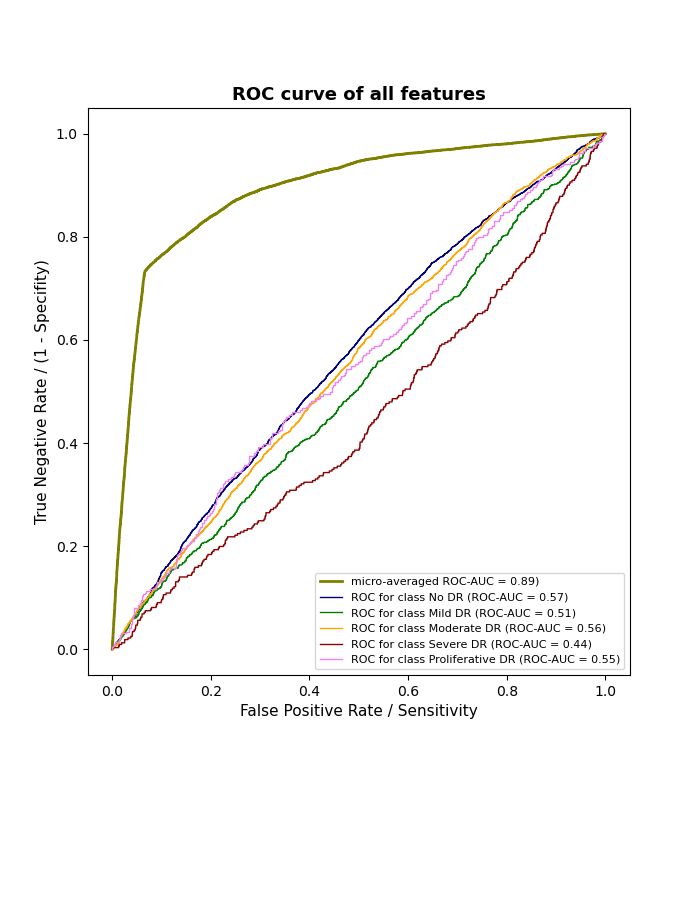 ROC curve of all features
True Negative Rate / (1 - Specifity)
1.0
0.8
0.6
0.4
0.2
0.0
micro-averaged ROC-AUC = 0.89)
ROC for class No DR (ROC-AUC = 0.57)
ROC for class Mild DR (ROC-AUC = 0.51)
ROC for class Moderate DR (ROC-AUC = 0.56)
ROC for class Severe DR (ROC-AUC = 0.44)
ROC for class Proliferative DR (ROC-AUC = 0.55)
0.0 0.2 0.4 0.6 0.8 1.0
False Positive Rate / Sensitivity